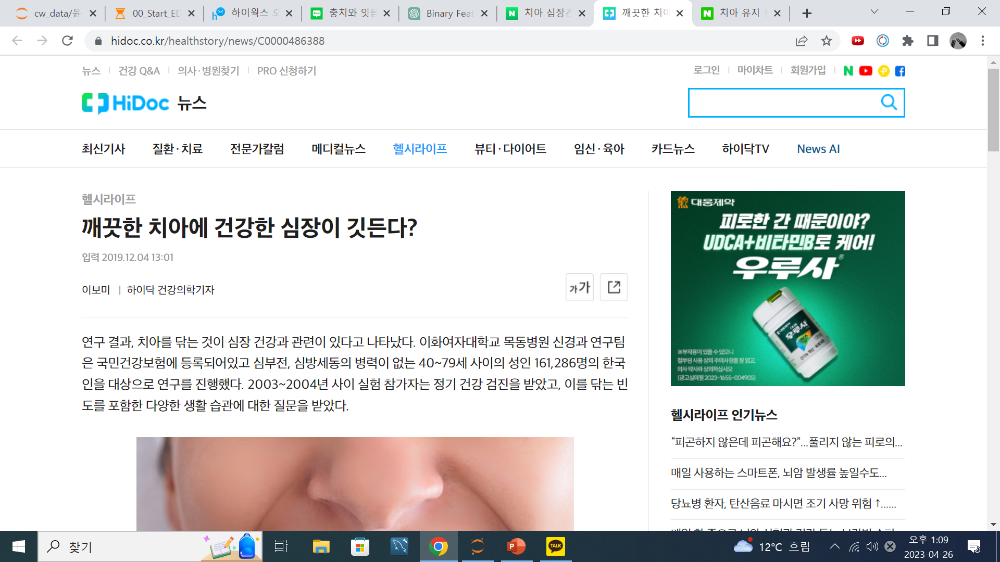 cw_data/윤
00_Start_ED
하이웍스 오
충치와 잇몸
Binary Feat
치아 심장건
깨끗한 치아
치아 유지
hidoc.co.kr/healthstory/news/C0000486388
뉴스 | 건강 Q&A | 의사·병원찾기 | PRO 신청하기
로그인 | 마이차트 | 회원가입
HiDoc 뉴스
최신기사 질환·치료 전문가칼럼 메디컬뉴스 헬시라이프 뷰티·다이어트 임신·육아 카드뉴스 하이닥TV News AI
헬시라이프
깨끗한 치아에 건강한 심장이 깃든다?
입력 2019.12.04 13:01
이보미 | 하이닥 건강의학기자
가가
연구 결과, 치아를 닦는 것이 심장 건강과 관련이 있다고 나타났다. 이화여자대학교 목동병원 신경과 연구팀
은 국민건강보험에 등록되어있고 심부전, 심방세동의 병력이 없는 40~79세 사이의 성인 161,286명의 한국
인을 대상으로 연구를 진행했다. 2003~2004년 사이 실험 참가자는 정기 건강 검진을 받았고, 이를 닦는 빈
도를 포함한 다양한 생활 습관에 대한 질문을 받았다.
대웅제약
피로한 간 때문이야?
UDCA+비타민B로 케어!
우루사®
우루사
※부작용이 있을 수 있으니
첨부된 사용 상의 주의사항을 잘 읽고,
의사·약사와 상의하십시오
(광고심의필 2023-1655-004905)
헬시라이프 인기뉴스
“피곤하지 않은데 피곤해요?”...풀리지 않는 피로의...
매일 사용하는 스마트폰, 뇌암 발생률 높일수도...
당뇨병 환자, 탄산음료 마시면 조기 사망 위험 ↑......
찾기
TALK
12°C 흐림
오후 1:09
2023-04-26